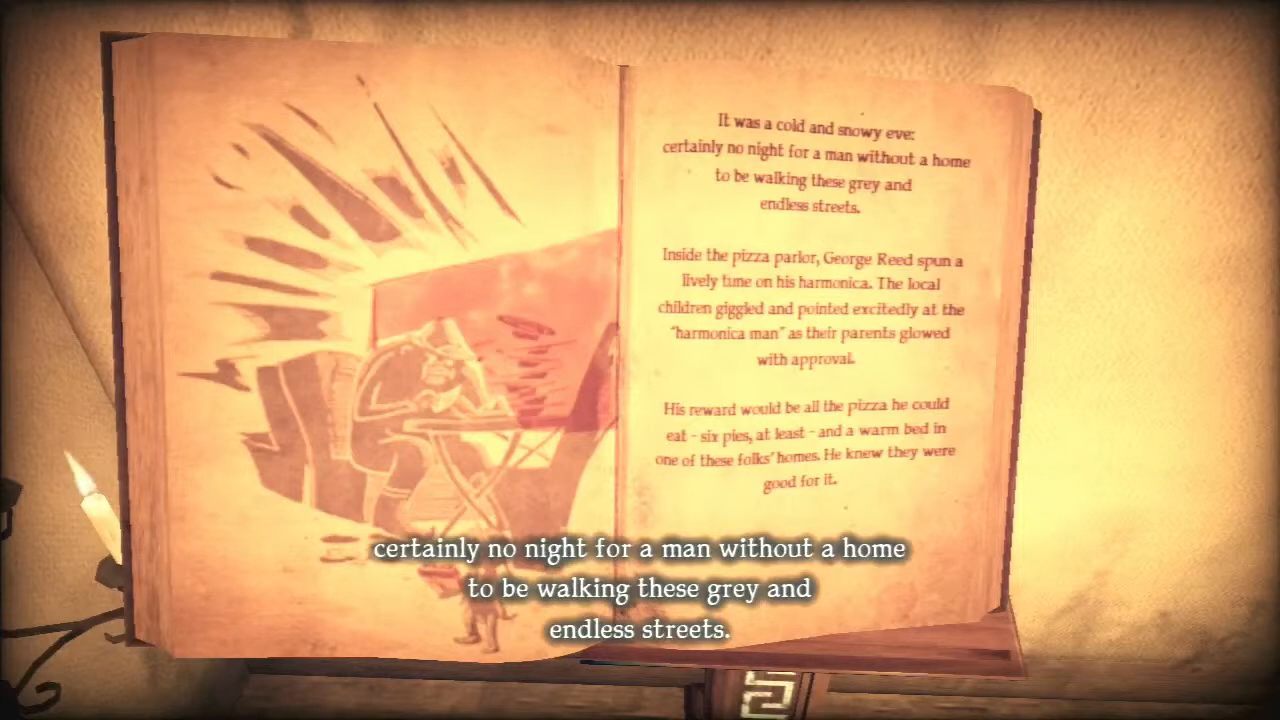 It was a cold and snowy eve:
certainly no night for a man without a home
to be walking these grey and
endless streets.
Inside the pizza parlor, George Reed spun a
lively tune on his harmonica. The local
children giggled and pointed excitedly at the
"harmonica man" as their parents glowed
with approval.
His reward would be all the pizza he could
eat - six pies, at least - and a warm bed in
one of these folks' homes. He knew they were
good for it.
certainly no night for a man without a home
to be walking these grey and
endless streets.